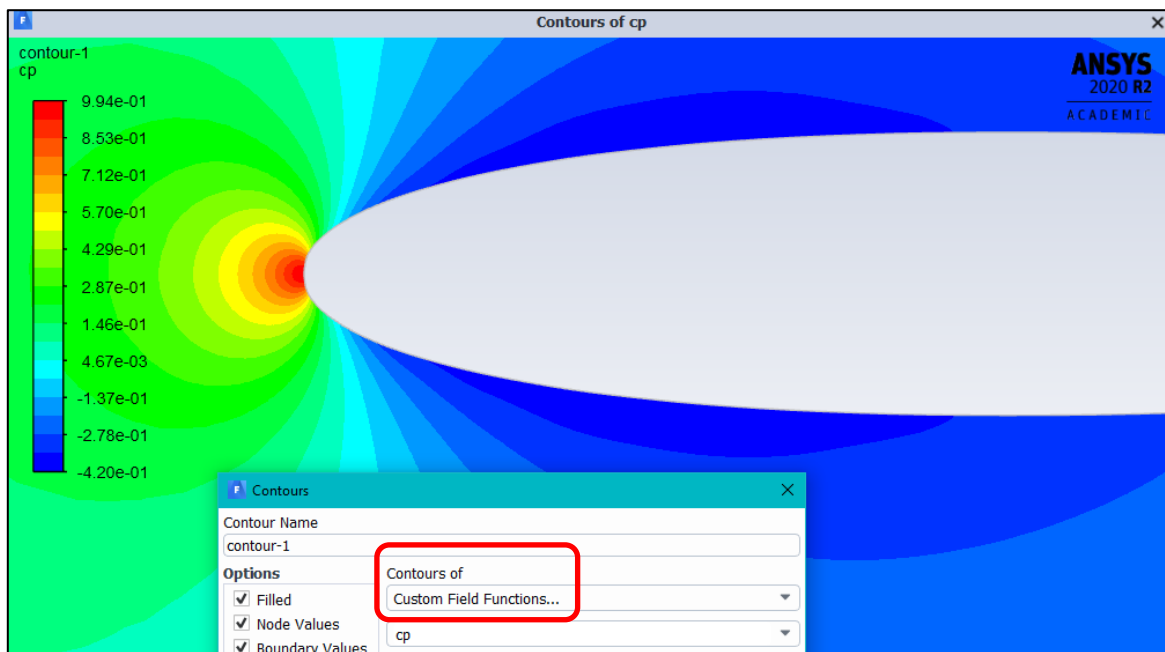 Contours of cp
contour-1
cp
ANSYS
2020 R2
ACADEMIC
9.94e-01
8.53e-01
7.12e-01
5.70e-01
4.29e-01
2.87e-01
1.46e-01
4.67e-03
-1.37e-01
-2.78e-01
-4.20e-01
F Contours
Contour Name
contour-1
Options
Contours of
Filled
Custom Field Functions...
Node Values
cp
Boundary Values